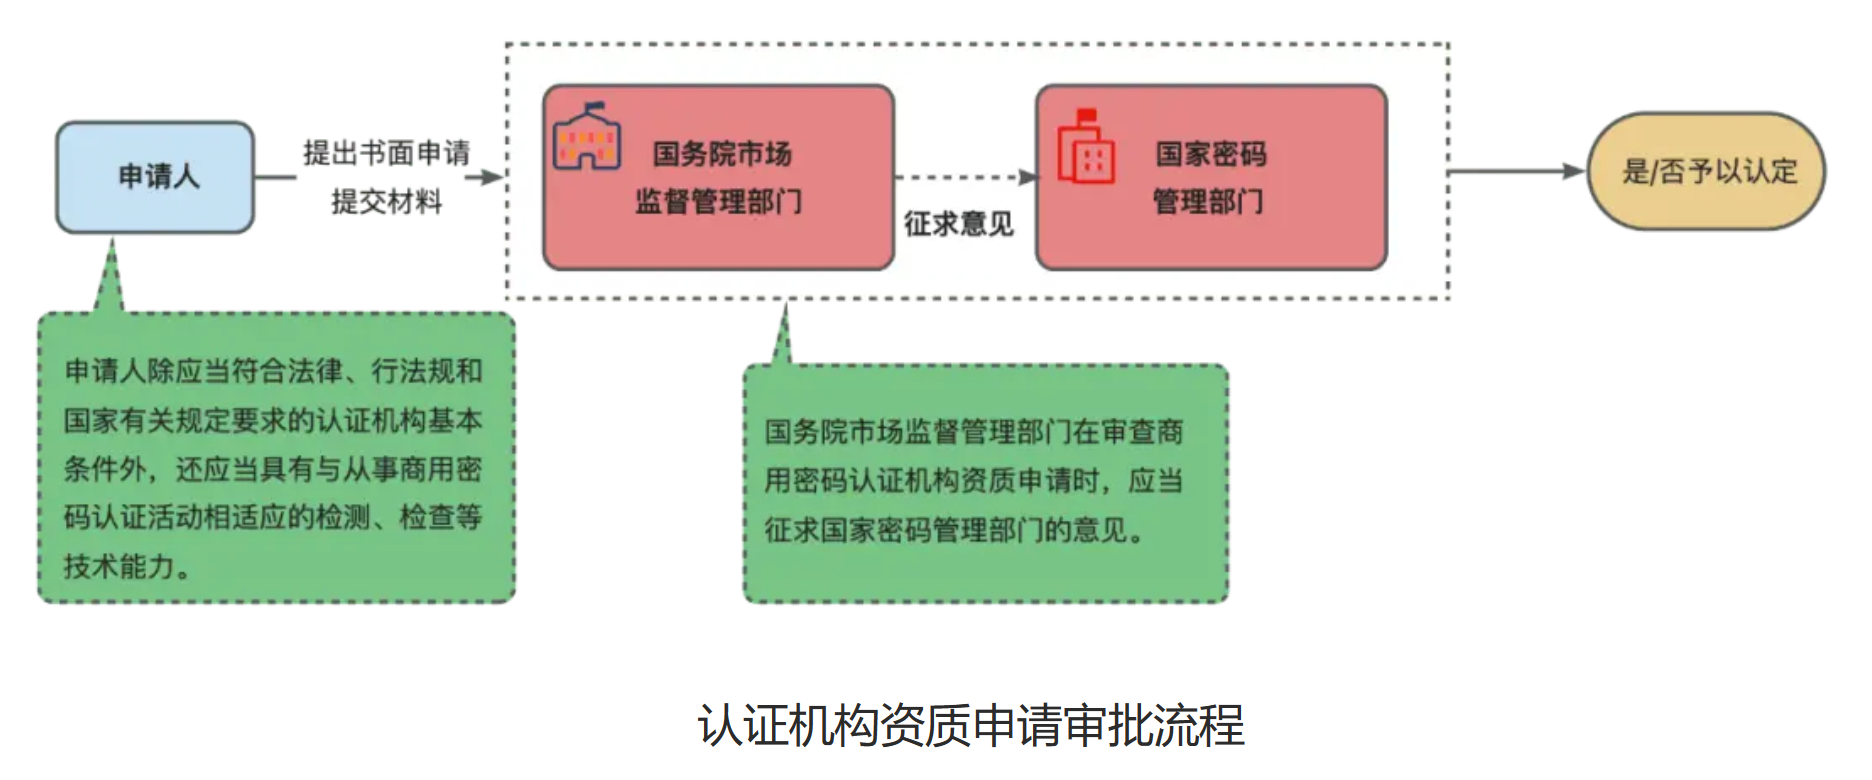 申请人
提出书面申请
提交材料
国务院市场
监督管理部门
征求意见
国家密码
管理部门
是/否予以认定
申请人除应当符合法律、行法规和
国家有关规定要求的认证机构基本
条件外，还应当具有与从事商用密
码认证活动相适应的检测、检查等
技术能力。
国务院市场监督管理部门在审查商
用密码认证机构资质申请时，应当
征求国家密码管理部门的意见。
认证机构资质申请审批流程